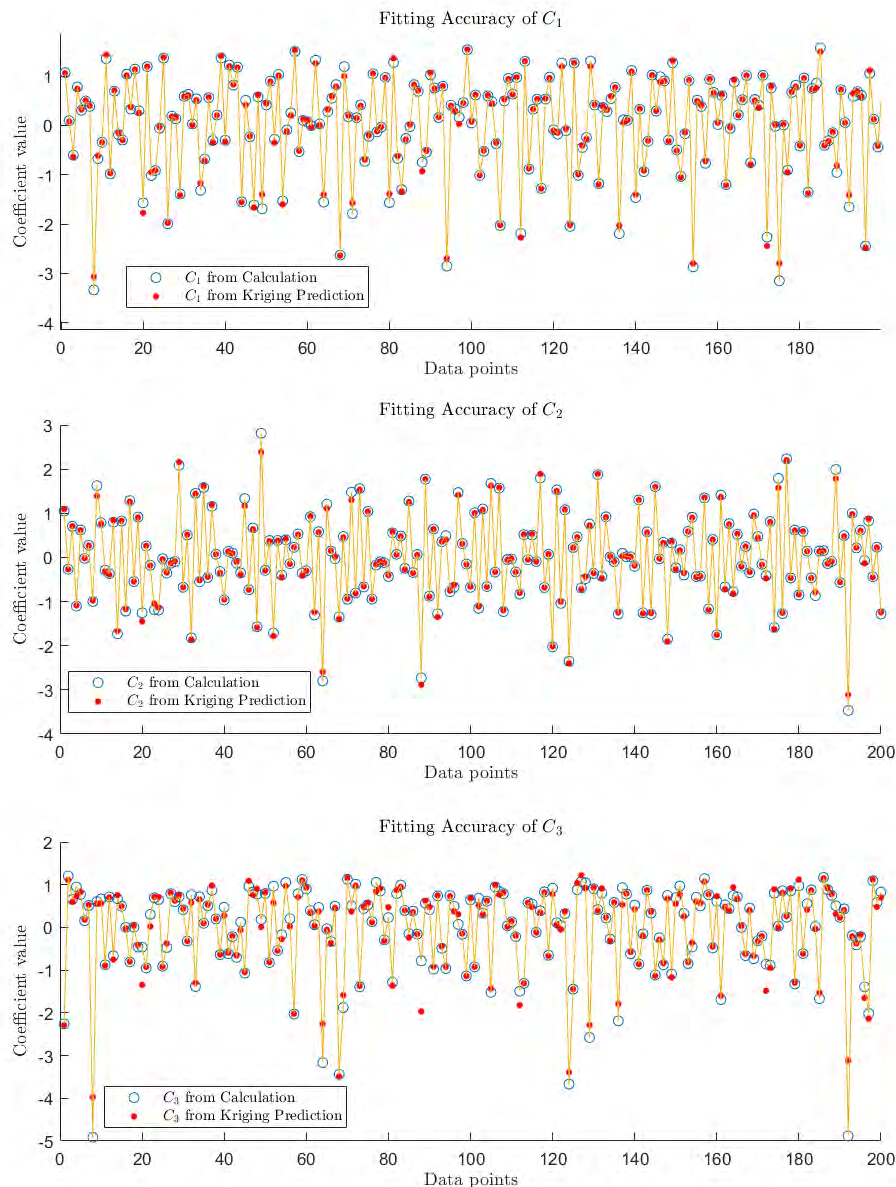 Fitting Accuracy of C1
Coefficient value
1
0
-1
-2
-3
-4
C1 from Calculation
C1 from Kriging Prediction
0 20 40 60 80 100 120 140 160 180
Data points
Fitting Accuracy of C2
Coefficient value
3
2
1
0
-1
-2
-3
-4
C2 from Calculation
C2 from Kriging Prediction
0 20 40 60 80 100 120 140 160 180 200
Data points
Fitting Accuracy of C3
Coefficient value
2
1
0
-1
-2
-3
-4
-5
C3 from Calculation
C3 from Kriging Prediction
0 20 40 60 80 100 120 140 160 180 200
Data points